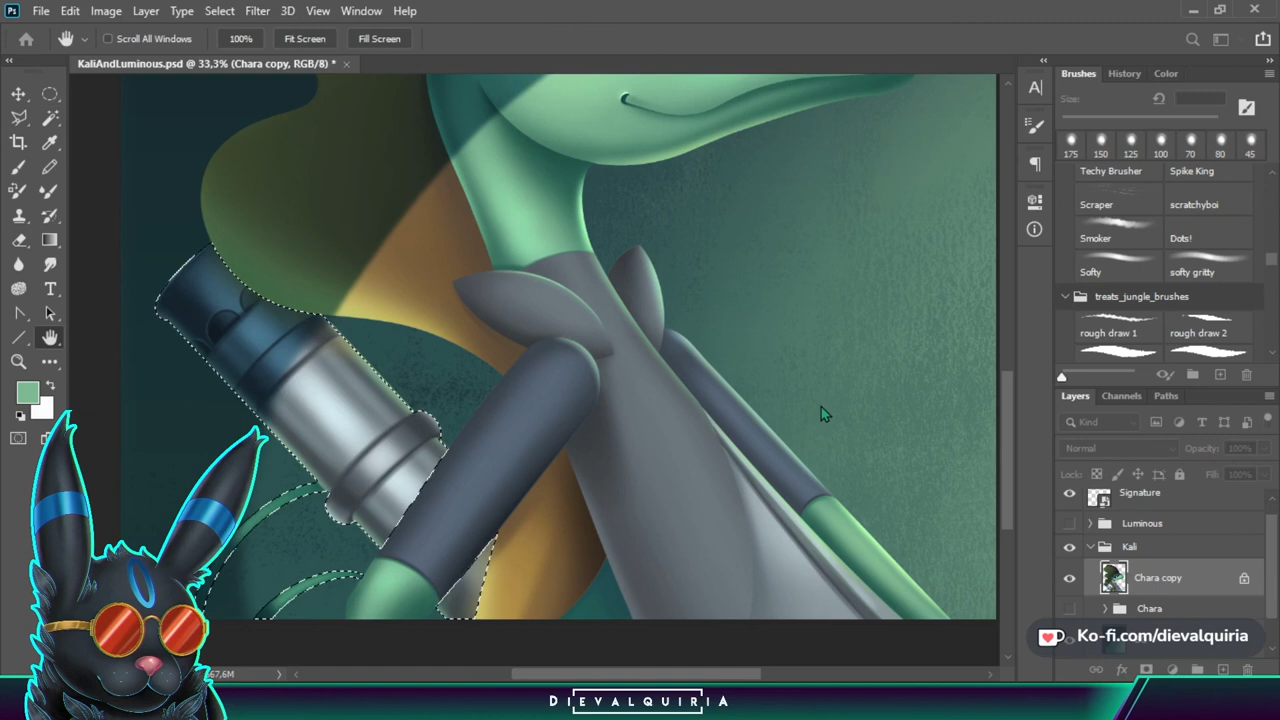 Ps File Edit Image Layer Type Select Filter 3D View Window Help
Scroll All Windows 100% Fit Screen Fill Screen
KaliAndLuminous.psd @ 33,3% (Chara copy, RGB/8) *
Brushes History Color
Size:
175 150 125 100 70 80 45
Techy Brusher Spike King
Scraper scratchyboi
Smoker Dots!
Softy softy gritty
treats_jungle_brushes
rough draw 1 rough draw 2
Layers Channels Paths
Kind
Normal Opacity: 100%
Lock: Fill: 100%
Signature
Luminous
Kali
Chara copy
Chara
Ko-fi.com/dievalquiria
67,6M
DIEVALQUIRIA